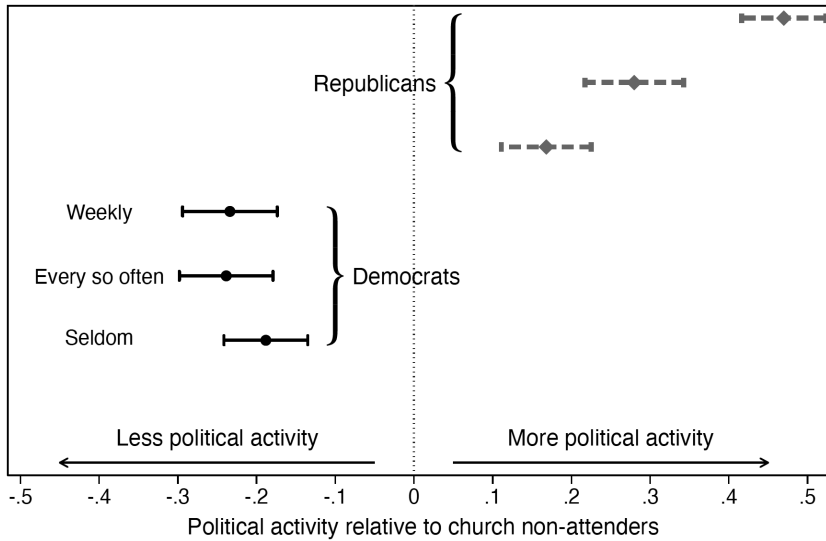 Republicans
Weekly
Every so often
Democrats
Seldom
Less political activity
More political activity
-.5 -.4 -.3 -.2 -.1 0 .1 .2 .3 .4 .5
Political activity relative to church non-attenders